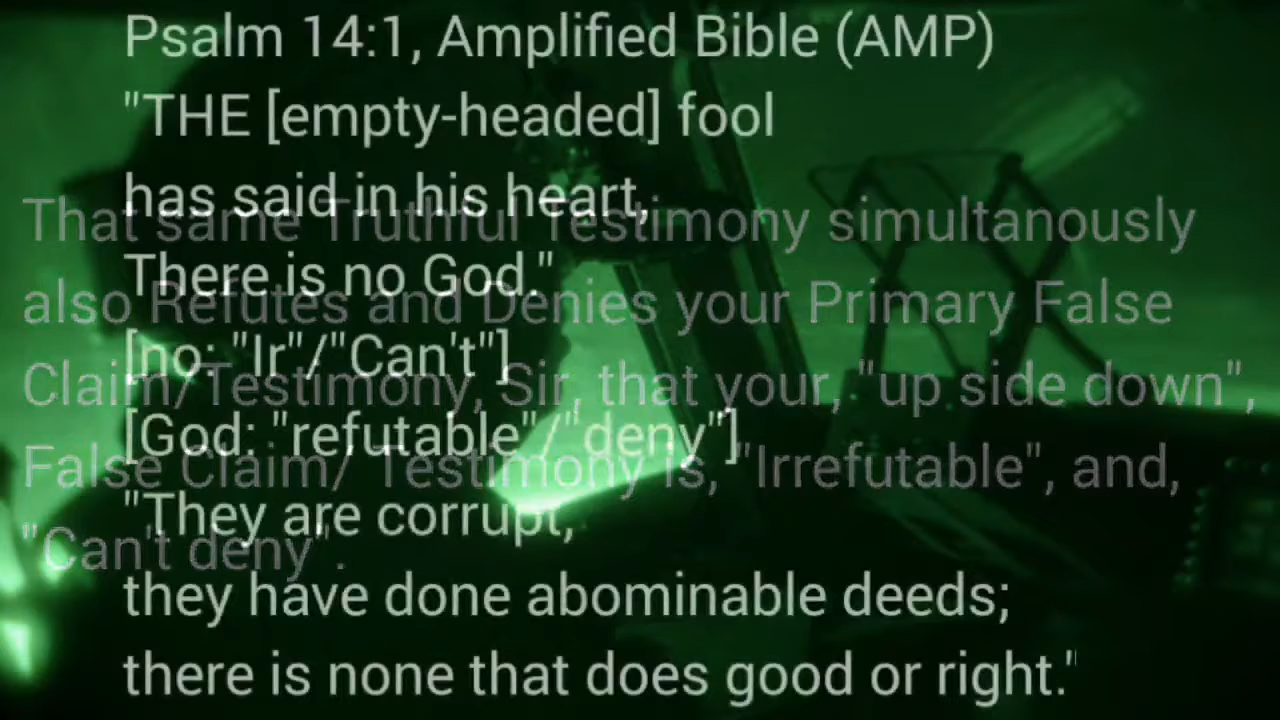 Psalm 14:1, Amplified Bible (AMP)
"THE [empty-headed] fool
has said in his heart,
There is no God."
[no: "Ir"/"Can't"]
[God: "refutable"/"deny"]
"They are corrupt,
they have done abominable deeds;
there is none that does good or right."
That same Truthful Testimony simultanously
also Refutes and Denies your Primary False
Claim/Testimony, Sir, that your, "up side down",
False Claim/ Testimony is, "Irrefutable", and,
"Can't deny".